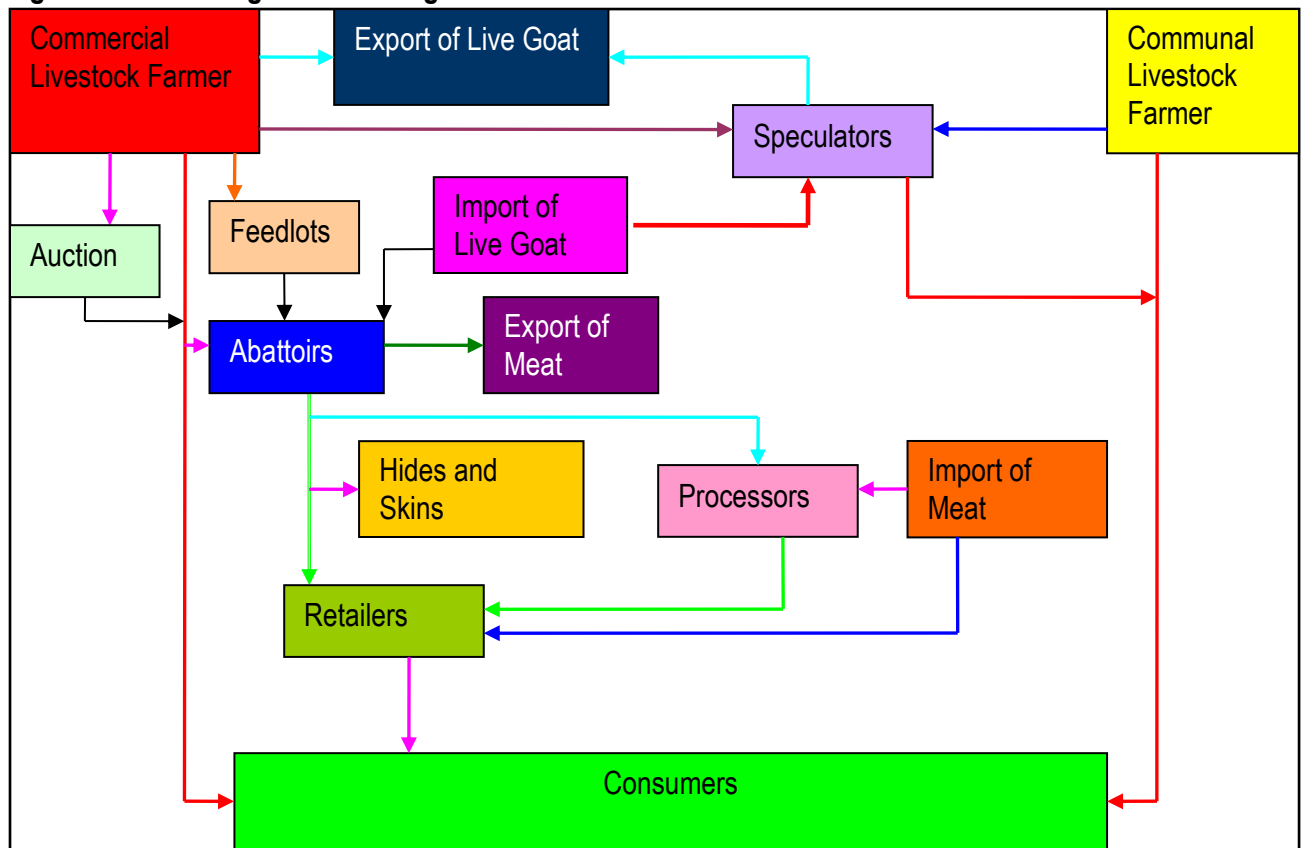 Commercial
Livestock Farmer
Export of Live Goat
Communal
Livestock
Farmer
Speculators
Import of
Live Goat
Feedlots
Auction
Abattoirs
Export of
Meat
Hides and
Skins
Processors
Import of
Meat
Retailers
Consumers